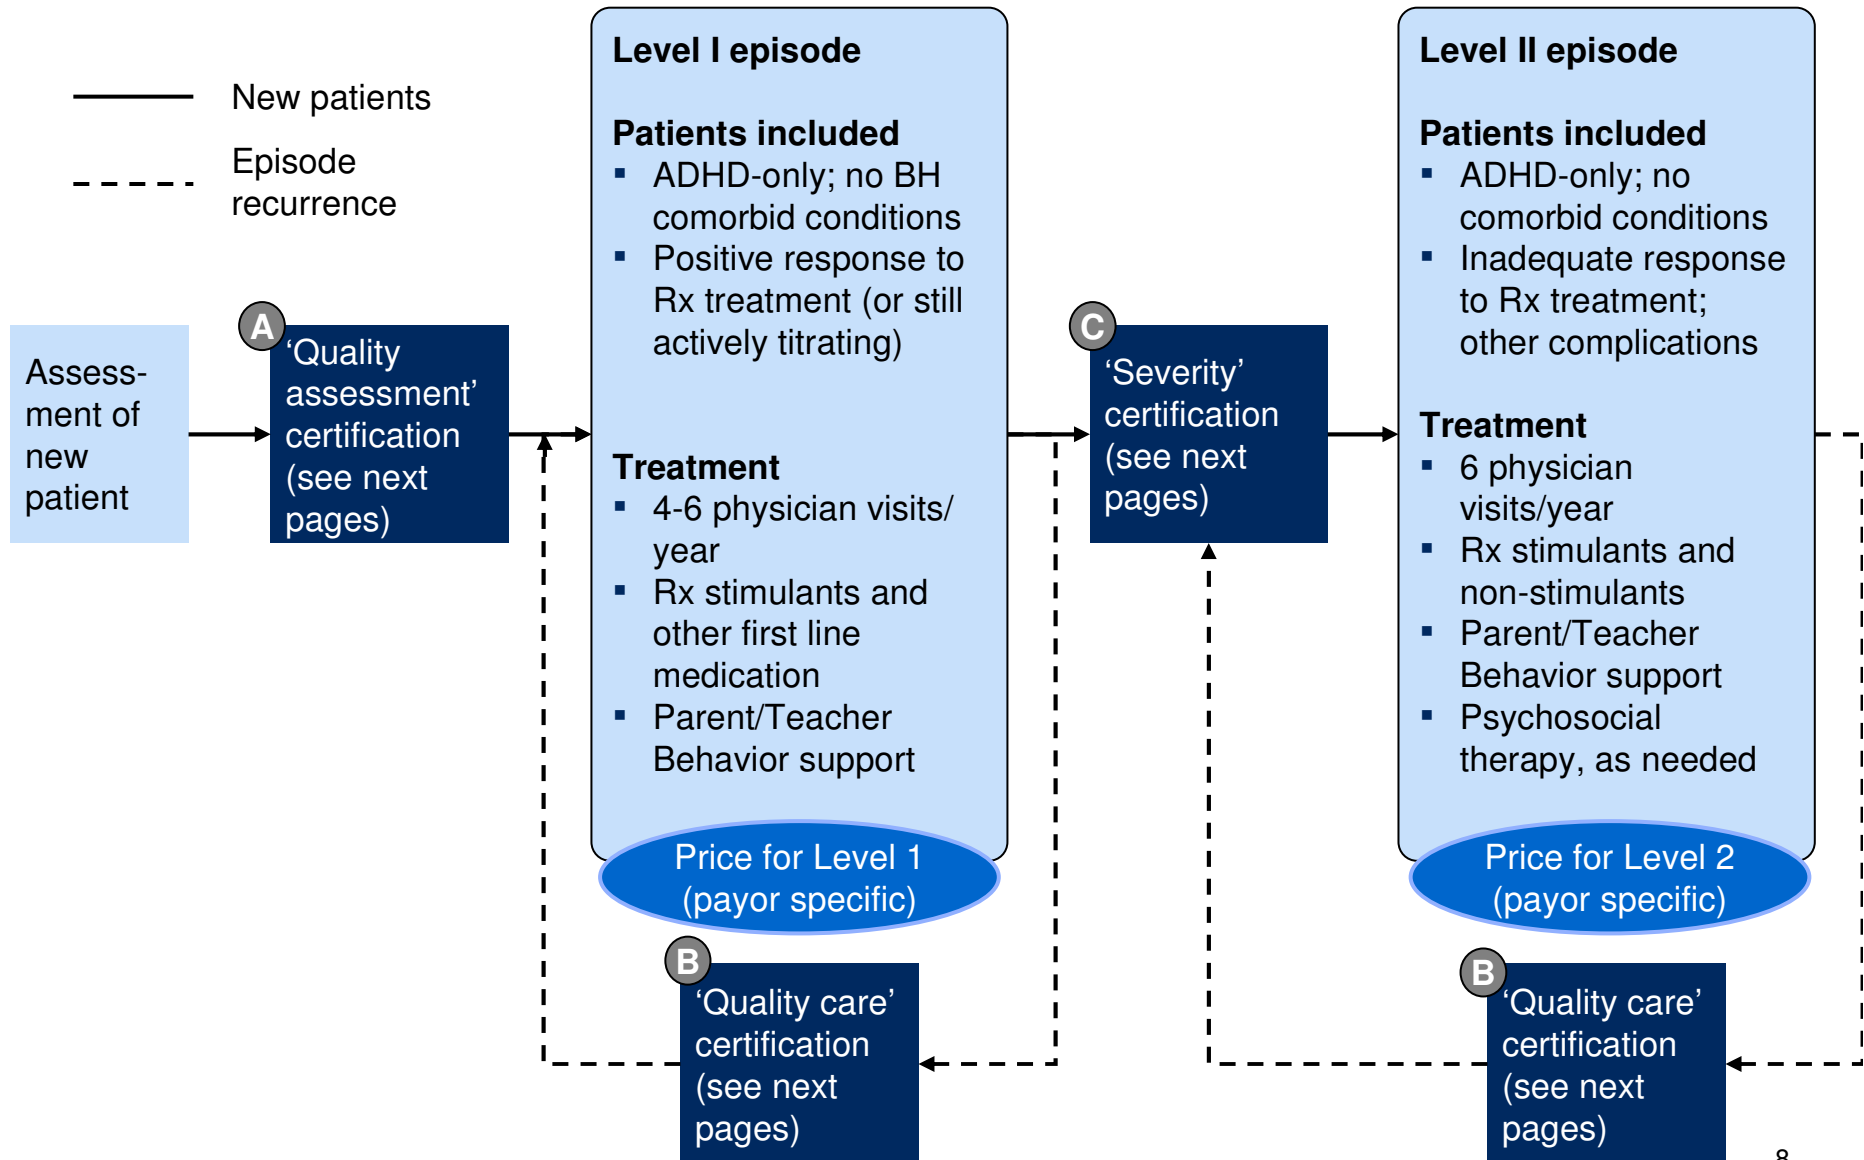 New patients
Episode
recurrence
Assess-
ment of
new
patient
A
‘Quality
assessment’
certification
(see next
pages)
Level I episode
Patients included
▪ ADHD-only; no BH
comorbid conditions
▪ Positive response to
Rx treatment (or still
actively titrating)
Treatment
▪ 4-6 physician visits/
year
▪ Rx stimulants and
other first line
medication
▪ Parent/Teacher
Behavior support
Price for Level 1
(payor specific)
B
‘Quality care’
certification
(see next
pages)
C
‘Severity’
certification
(see next
pages)
Level II episode
Patients included
▪ ADHD-only; no
comorbid conditions
▪ Inadequate response
to Rx treatment;
other complications
Treatment
▪ 6 physician
visits/year
▪ Rx stimulants and
non-stimulants
▪ Parent/Teacher
Behavior support
▪ Psychosocial
therapy, as needed
Price for Level 2
(payor specific)
B
‘Quality care’
certification
(see next
pages)
8